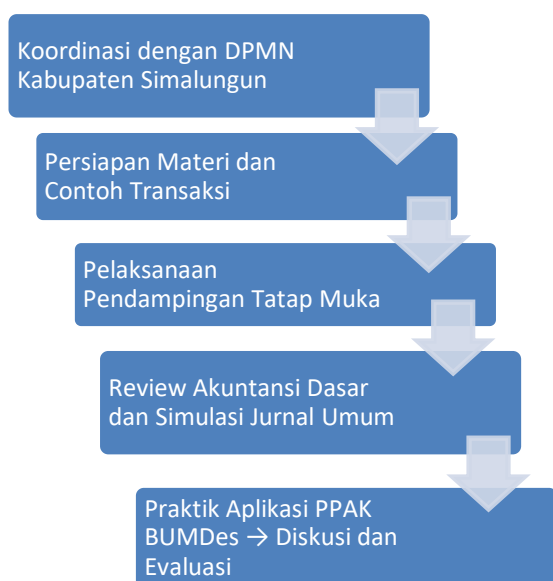 Koordinasi dengan DPMN
Kabupaten Simalungun
Persiapan Materi dan
Contoh Transaksi
Pelaksanaan
Pendampingan Tatap Muka
Review Akuntansi Dasar
dan Simulasi Jurnal Umum
Praktik Aplikasi PPAK
BUMDes → Diskusi dan
Evaluasi